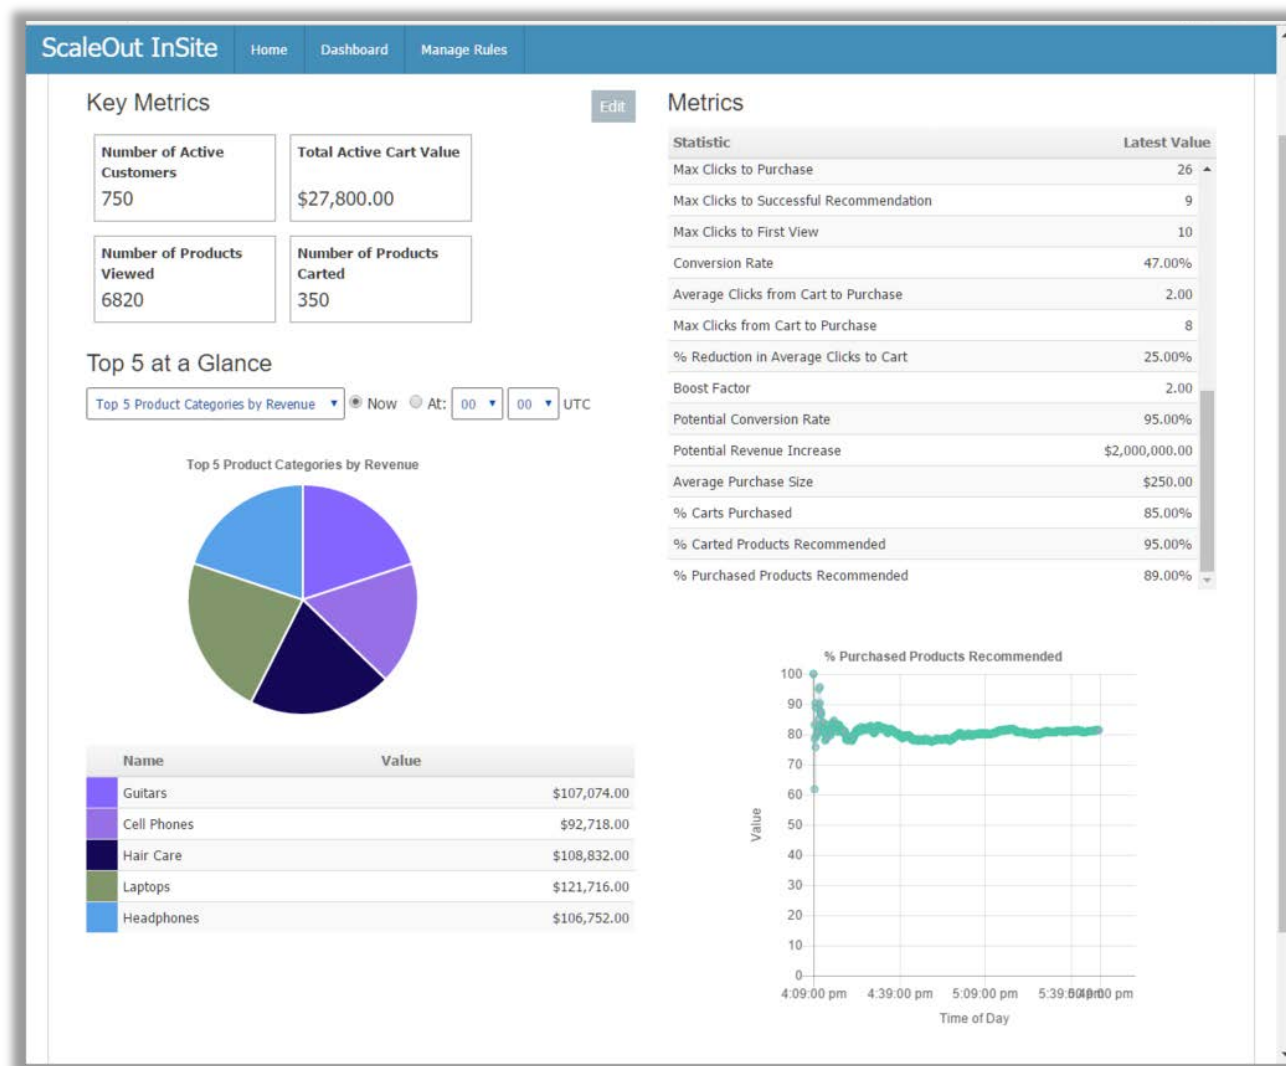 ScaleOut InSite Home Dashboard Manage Rules
Key Metrics
Edit
Number of Active
Customers
750
Total Active Cart Value
$27,800.00
Number of Products
Viewed
6820
Number of Products
Carted
350
Top 5 at a Glance
Top 5 Product Categories by Revenue Now At: 00 00 UTC
Top 5 Product Categories by Revenue
Name Value
Guitars $107,074.00
Cell Phones $92,718.00
Hair Care $108,832.00
Laptops $121,716.00
Headphones $106,752.00
Metrics
Statistic Latest Value
Max Clicks to Purchase 26
Max Clicks to Successful Recommendation 9
Max Clicks to First View 10
Conversion Rate 47.00%
Average Clicks from Cart to Purchase 2.00
Max Clicks from Cart to Purchase 8
% Reduction in Average Clicks to Cart 25.00%
Boost Factor 2.00
Potential Conversion Rate 95.00%
Potential Revenue Increase $2,000,000.00
Average Purchase Size $250.00
% Carts Purchased 85.00%
% Carted Products Recommended 95.00%
% Purchased Products Recommended 89.00%
% Purchased Products Recommended
100
90
80
70
60
50
40
30
20
10
0
Value
4:09:00 pm 4:39:00 pm 5:09:00 pm
Time of Day